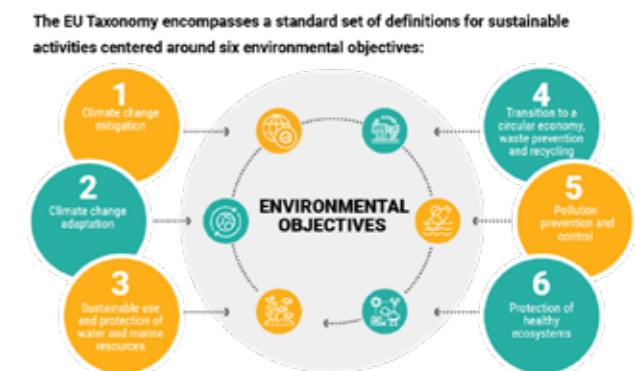 The EU Taxonomy encompasses a standard set of definitions for sustainable
activities centered around six environmental objectives:
1
Climate change
mitigation
2
Climate change
adaptation
3
Sustainable use
and protection of
water and marine
resources
ENVIRONMENTAL
OBJECTIVES
4
Transition to a
circular economy,
waste prevention
and recycling
5
Pollution
prevention and
control
6
Protection of
healthy
ecosystems